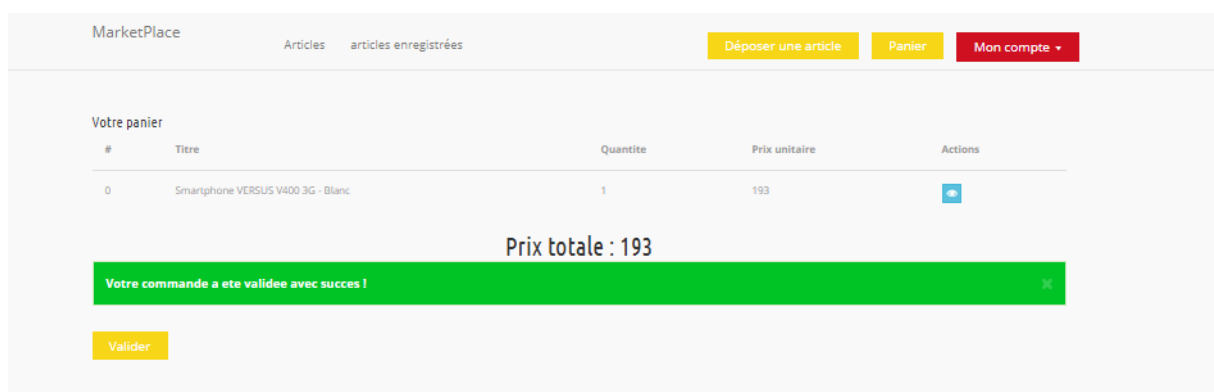 MarketPlace
Articles articles enregistrées
Déposer une article Panier Mon compte
Votre panier
# Titre Quantite Prix unitaire Actions
0 Smartphone VERSUS V400 3G - Blanc 1 193
Prix totale : 193
Votre commande a ete validee avec succes !
Valider